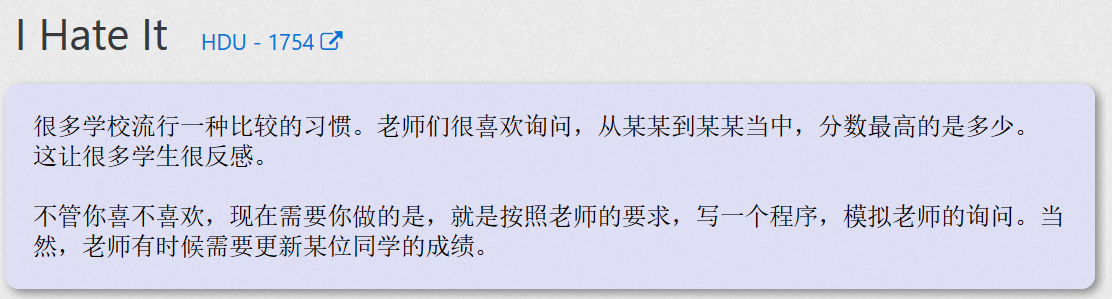 I Hate It HDU - 1754
很多学校流行一种比较的习惯。老师们很喜欢询问，从某某到某某当中，分数最高的是多少。
这让很多学生很反感。
不管你喜不喜欢，现在需要你做的是，就是按照老师的要求，写一个程序，模拟老师的询问。当
然，老师有时候需要更新某位同学的成绩。